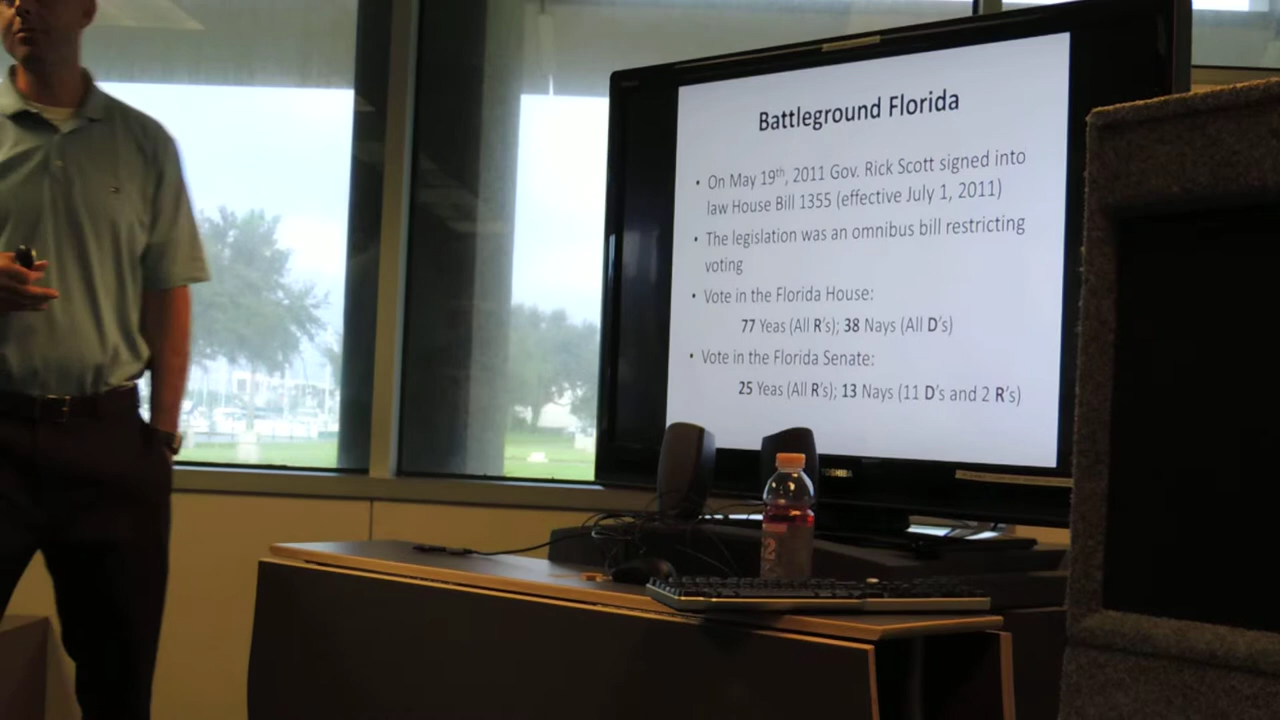 Battleground Florida
• On May 19th, 2011 Gov. Rick Scott signed into
law House Bill 1355 (effective July 1, 2011)
• The legislation was an omnibus bill restricting
voting
• Vote in the Florida House:
77 Yeas (All R's); 38 Nays (All D's)
• Vote in the Florida Senate:
25 Yeas (All R's); 13 Nays (11 D's and 2 R's)
TOSHIBA